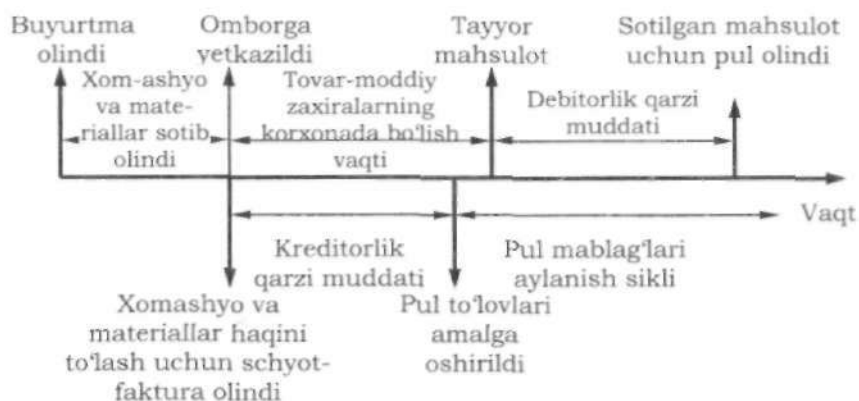 Buyurtma
olindi
Omborga
yetkazildi
Tayyor
mahsulot
Sotilgan mahsulot
uchun pul olindi
Xom-ashyo
va mate-
riallar sotib
olindi
Tovar-moddiy
zaxiralarning
korxonada bo‘lish
vaqti
Debitorlik qarzi
muddati
Vaqt
Kreditorlik
qarzi muddati
Pul mablag‘lari
aylanish sikli
Xomashyo va
materiallar haqini
to‘lash uchun schyot-
faktura olindi
Pul to‘lovlari
amalga
oshirildi